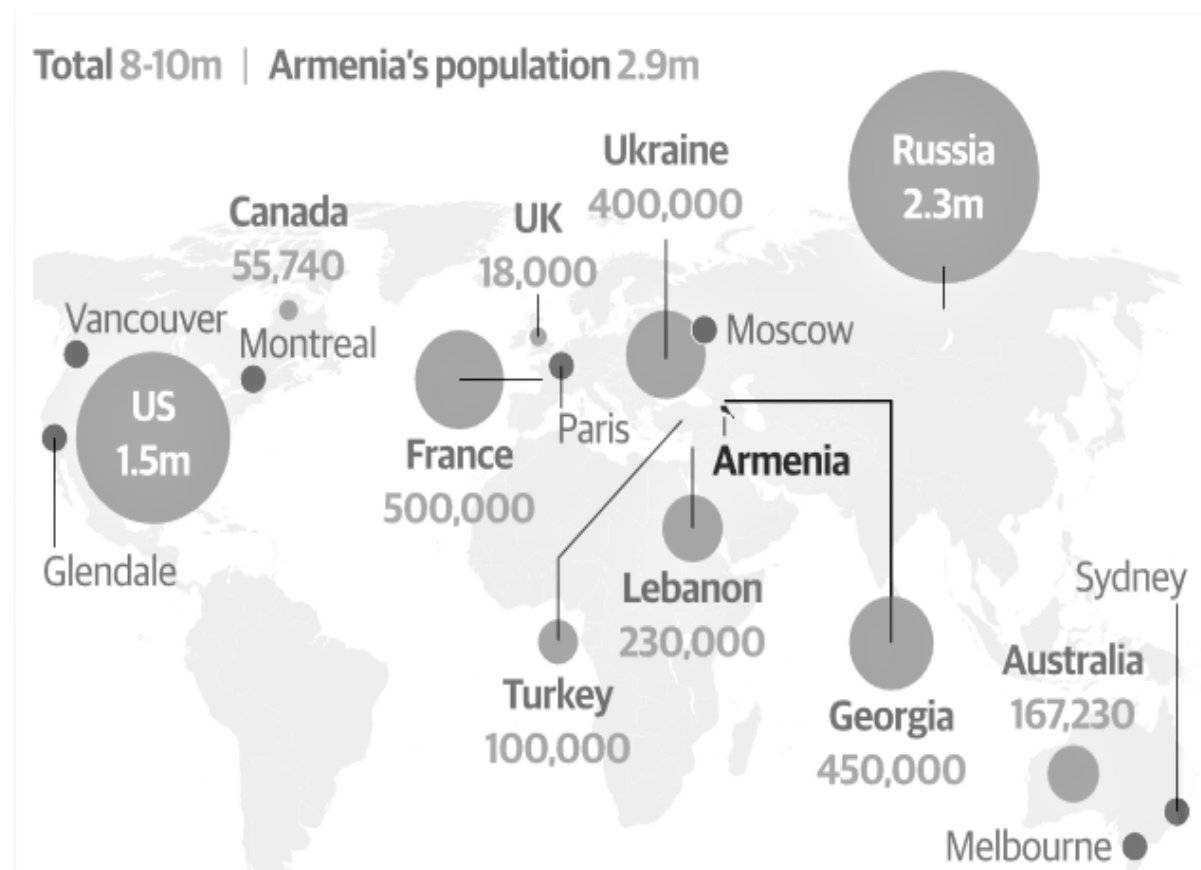 Total 8-10m | Armenia's population 2.9m
Russia
2.3m
Ukraine
400,000
Canada
55,740
UK
18,000
Vancouver
Montreal
Moscow
US
1.5m
Paris
France
500,000
Armenia
Glendale
Lebanon
230,000
Sydney
Turkey
100,000
Georgia
450,000
Australia
167,230
Melbourne